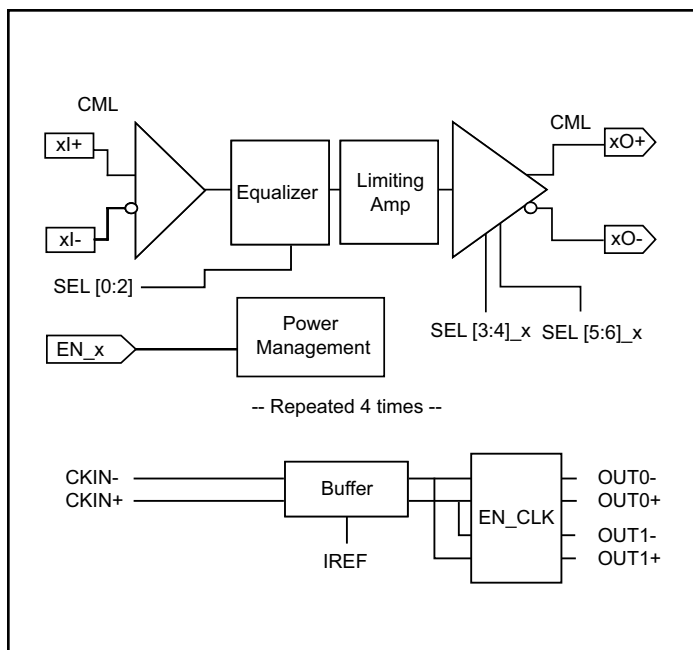 CML
xI+
xI-
Equalizer
Limiting
Amp
CML
xO+
xO-
SEL [0:2]
SEL [3:4]_x
SEL [5:6]_x
EN_x
Power
Management
-- Repeated 4 times --
CKIN-
CKIN+
Buffer
IREF
EN_CLK
OUT0-
OUT0+
OUT1-
OUT1+